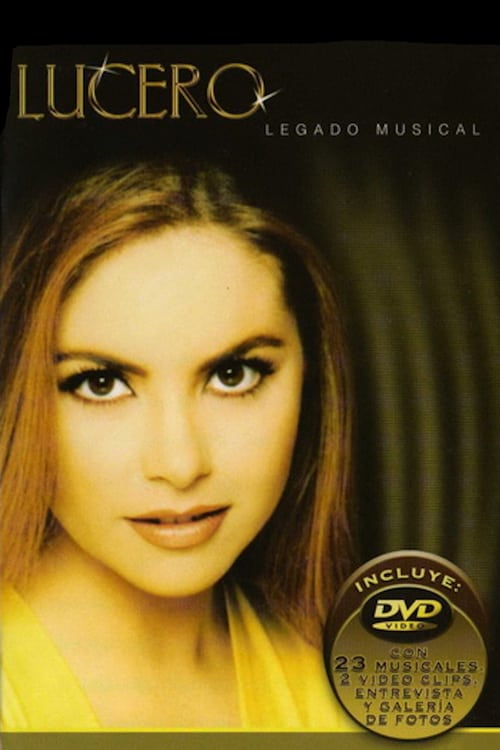 LUCERO
LEGADO MUSICAL
INCLUYE:
DVD
VIDEO
CON
23 MUSICALES,
2 VIDEO CLIPS,
ENTREVISTA
Y GALERÍA
DE FOTOS